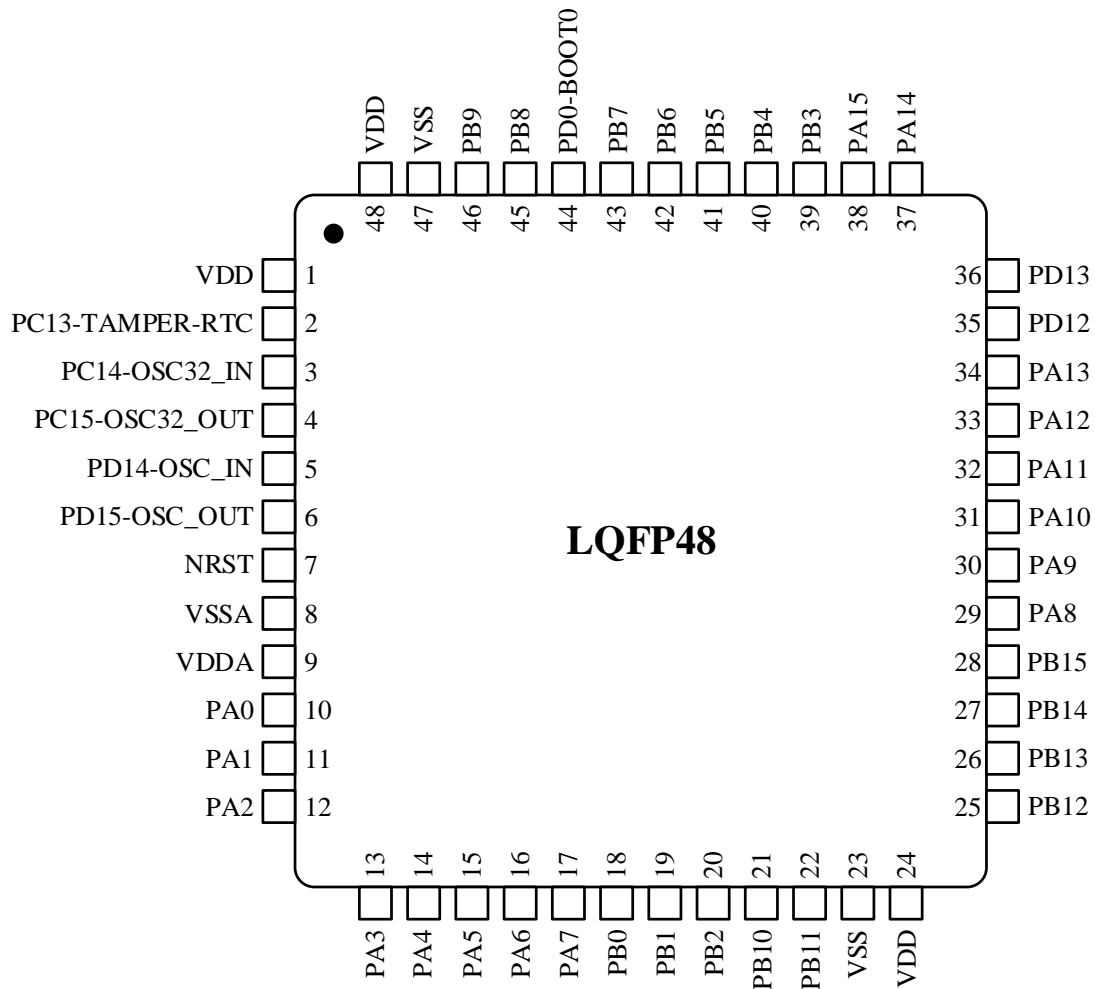 VDD
VSS
PB9
PB8
PD0-BOOT0
PB7
PB6
PB5
PB4
PB3
PA15
PA14
48
47
46
45
44
43
42
41
40
39
38
37
VDD 1
PC13-TAMPER-RTC 2
PC14-OSC32_IN 3
PC15-OSC32_OUT 4
PD14-OSC_IN 5
PD15-OSC_OUT 6
NRST 7
VSSA 8
VDDA 9
PA0 10
PA1 11
PA2 12
LQFP48
36 PD13
35 PD12
34 PA13
33 PA12
32 PA11
31 PA10
30 PA9
29 PA8
28 PB15
27 PB14
26 PB13
25 PB12
13
14
15
16
17
18
19
20
21
22
23
24
PA3
PA4
PA5
PA6
PA7
PB0
PB1
PB2
PB10
PB11
VSS
VDD